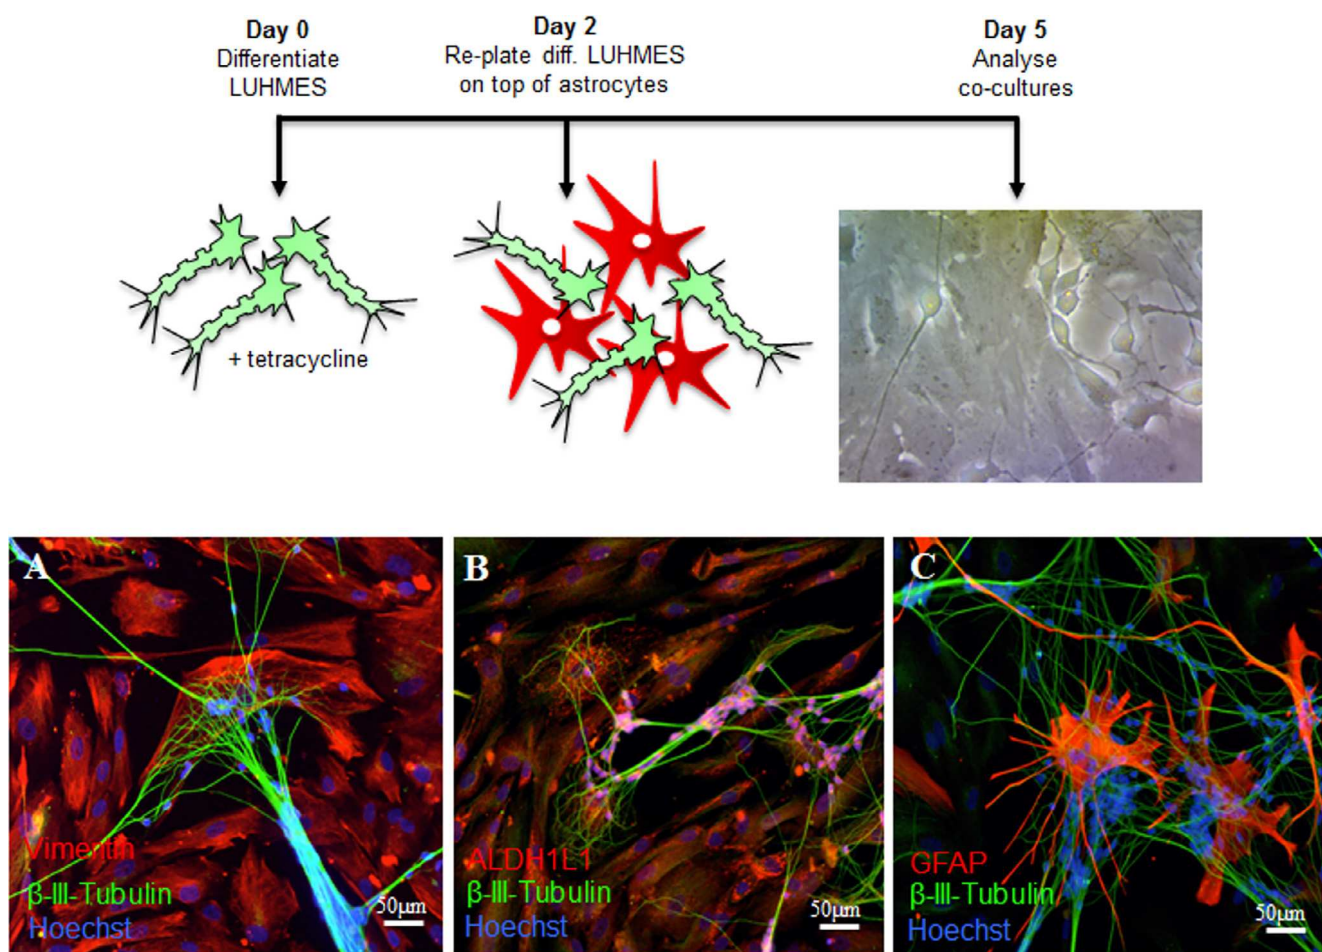 Day 0
Differentiate
LUHMES
Day 2
Re-plate diff. LUHMES
on top of astrocytes
Day 5
Analyse
co-cultures
+ tetracycline
A
Vimentin
β-III-Tubulin
Hoechst
50µm
B
ALDH1L1
β-III-Tubulin
Hoechst
50µm
C
GFAP
β-III-Tubulin
Hoechst
50µm